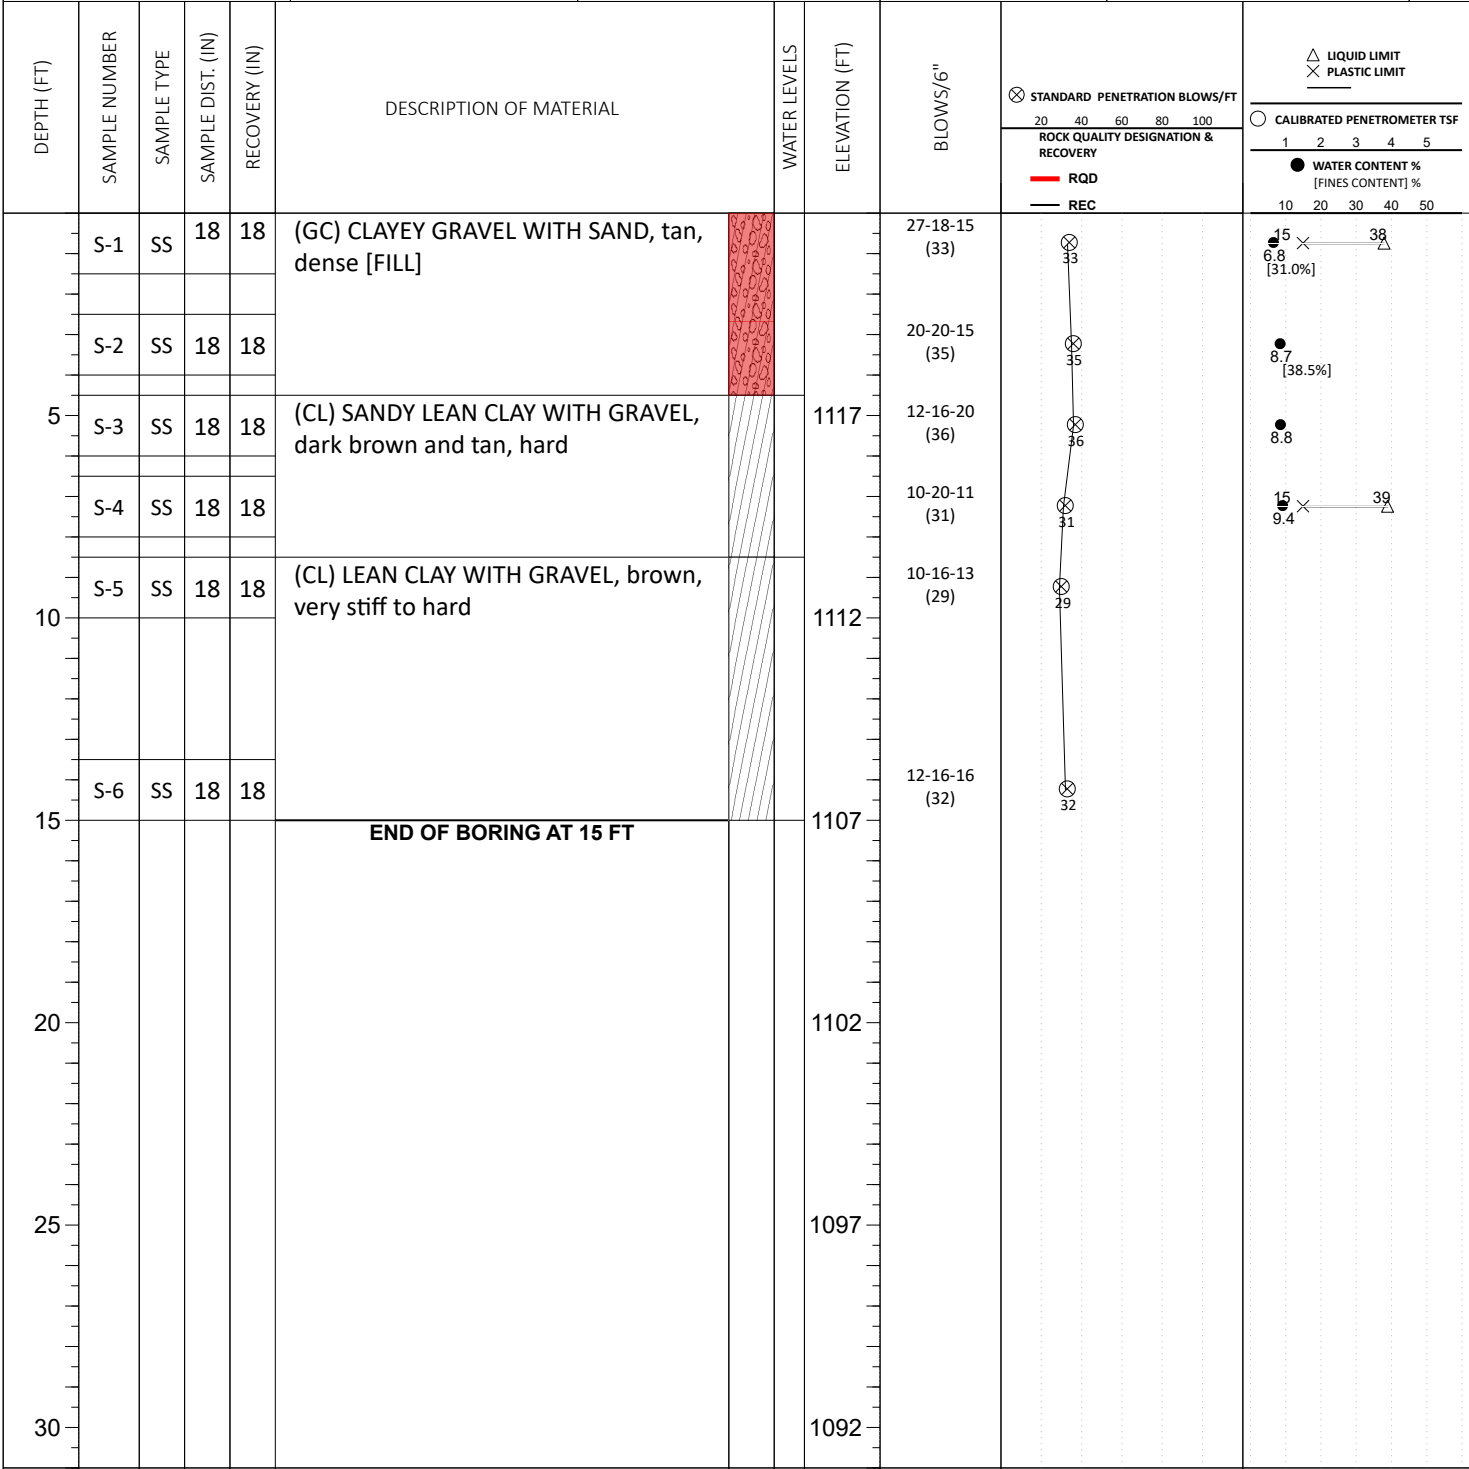 DEPTH (FT)
SAMPLE NUMBER
SAMPLE TYPE
SAMPLE DIST. (IN)
RECOVERY (IN)
DESCRIPTION OF MATERIAL
WATER LEVELS
ELEVATION (FT)
BLOWS/6"
STANDARD PENETRATION BLOWS/FT
20 40 60 80 100
ROCK QUALITY DESIGNATION &
RECOVERY
RQD
REC
LIQUID LIMIT
PLASTIC LIMIT
CALIBRATED PENETROMETER TSF
1 2 3 4 5
WATER CONTENT %
[FINES CONTENT] %
10 20 30 40 50
S-1 SS 18 18
(GC) CLAYEY GRAVEL WITH SAND, tan,
dense [FILL]
27-18-15
(33)
33
15 38
6.8
[31.0%]
S-2 SS 18 18
20-20-15
(35)
35
8.7
[38.5%]
5
S-3 SS 18 18
(CL) SANDY LEAN CLAY WITH GRAVEL,
dark brown and tan, hard
1117
12-16-20
(36)
36
8.8
S-4 SS 18 18
10-20-11
(31)
31
15 39
9.4
S-5 SS 18 18
(CL) LEAN CLAY WITH GRAVEL, brown,
very stiff to hard
10-16-13
(29)
29
10 1112
S-6 SS 18 18
12-16-16
(32)
32
15 1107
END OF BORING AT 15 FT
20 1102
25 1097
30 1092